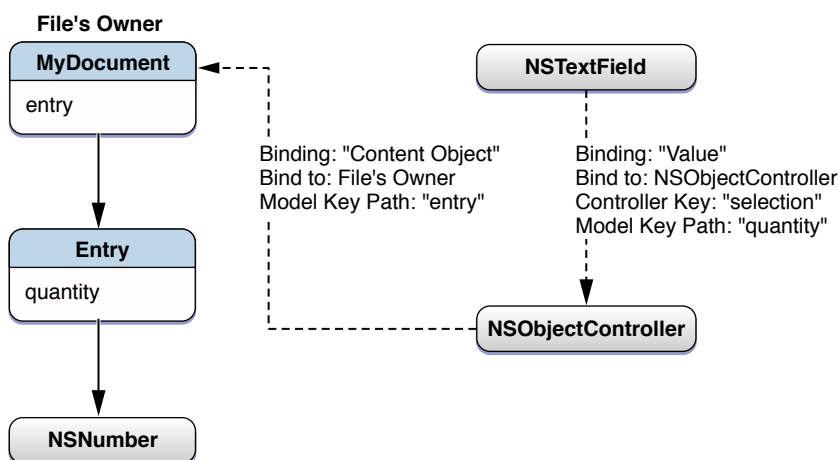 File's Owner
MyDocument
entry
Entry
quantity
NSNumber
Binding: "Content Object"
Bind to: File's Owner
Model Key Path: "entry"
NSTextField
Binding: "Value"
Bind to: NSObjectController
Controller Key: "selection"
Model Key Path: "quantity"
NSObjectController